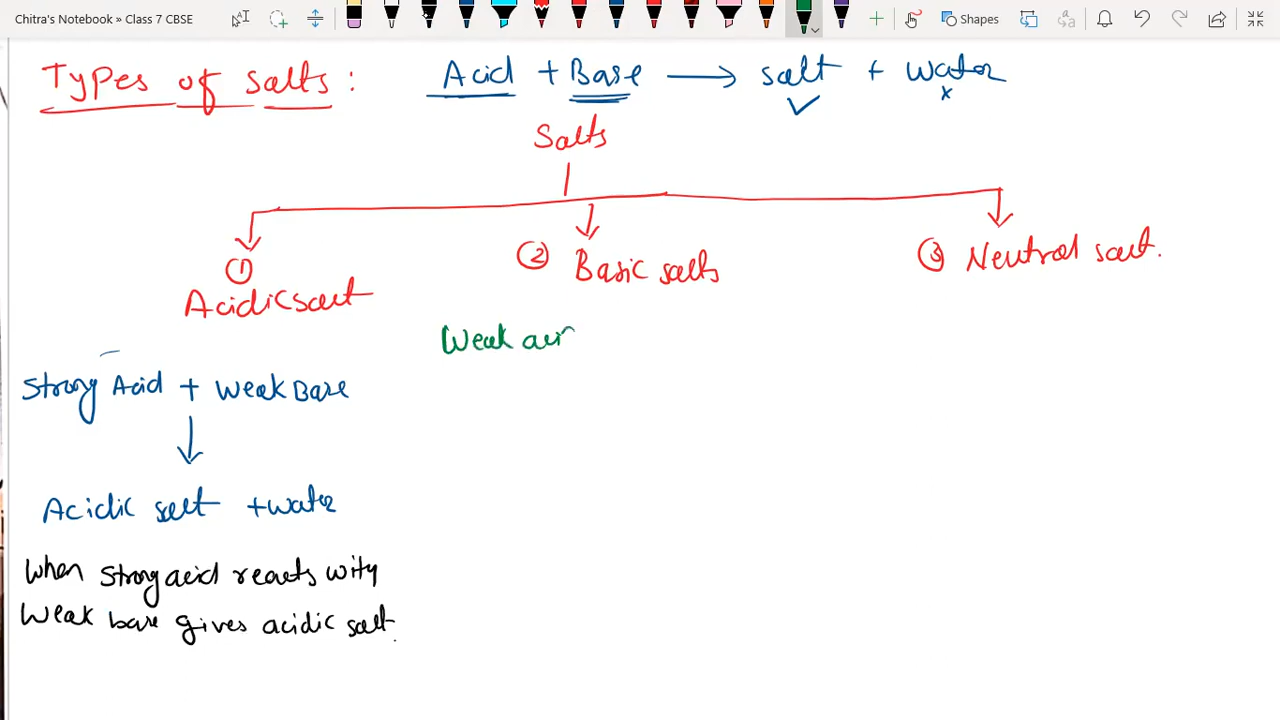 Chitra's Notebook » Class 7 CBSE
Shapes
Types of salts : Acid + Base → salt + water
x
Salts
① Acidic salt
② Basic salts
③ Neutral salt.
Weak
Strong Acid + Weak Base
↓
Acidic salt + water
When strong acid reacts with
Weak base gives acidic salt.